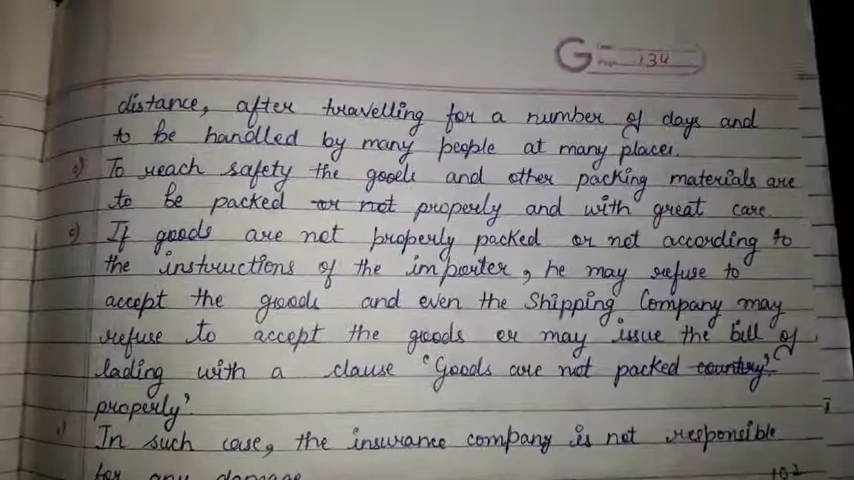 G 134
distance, after travelling for a number of days and
to be handled by many people at many places.
To reach safety the goods and other packing materials are
to be packed or not properly and with great care
If goods are not properly packed or not according to
the instructions of the importer, he may refuse to
accept the goods and even the Shipping Company may
refuse to accept the goods or may issue the bill of
lading with a clause 'Goods are not packed country'
properly'.
In such case, the insurance company is not responsible
for any damage
102